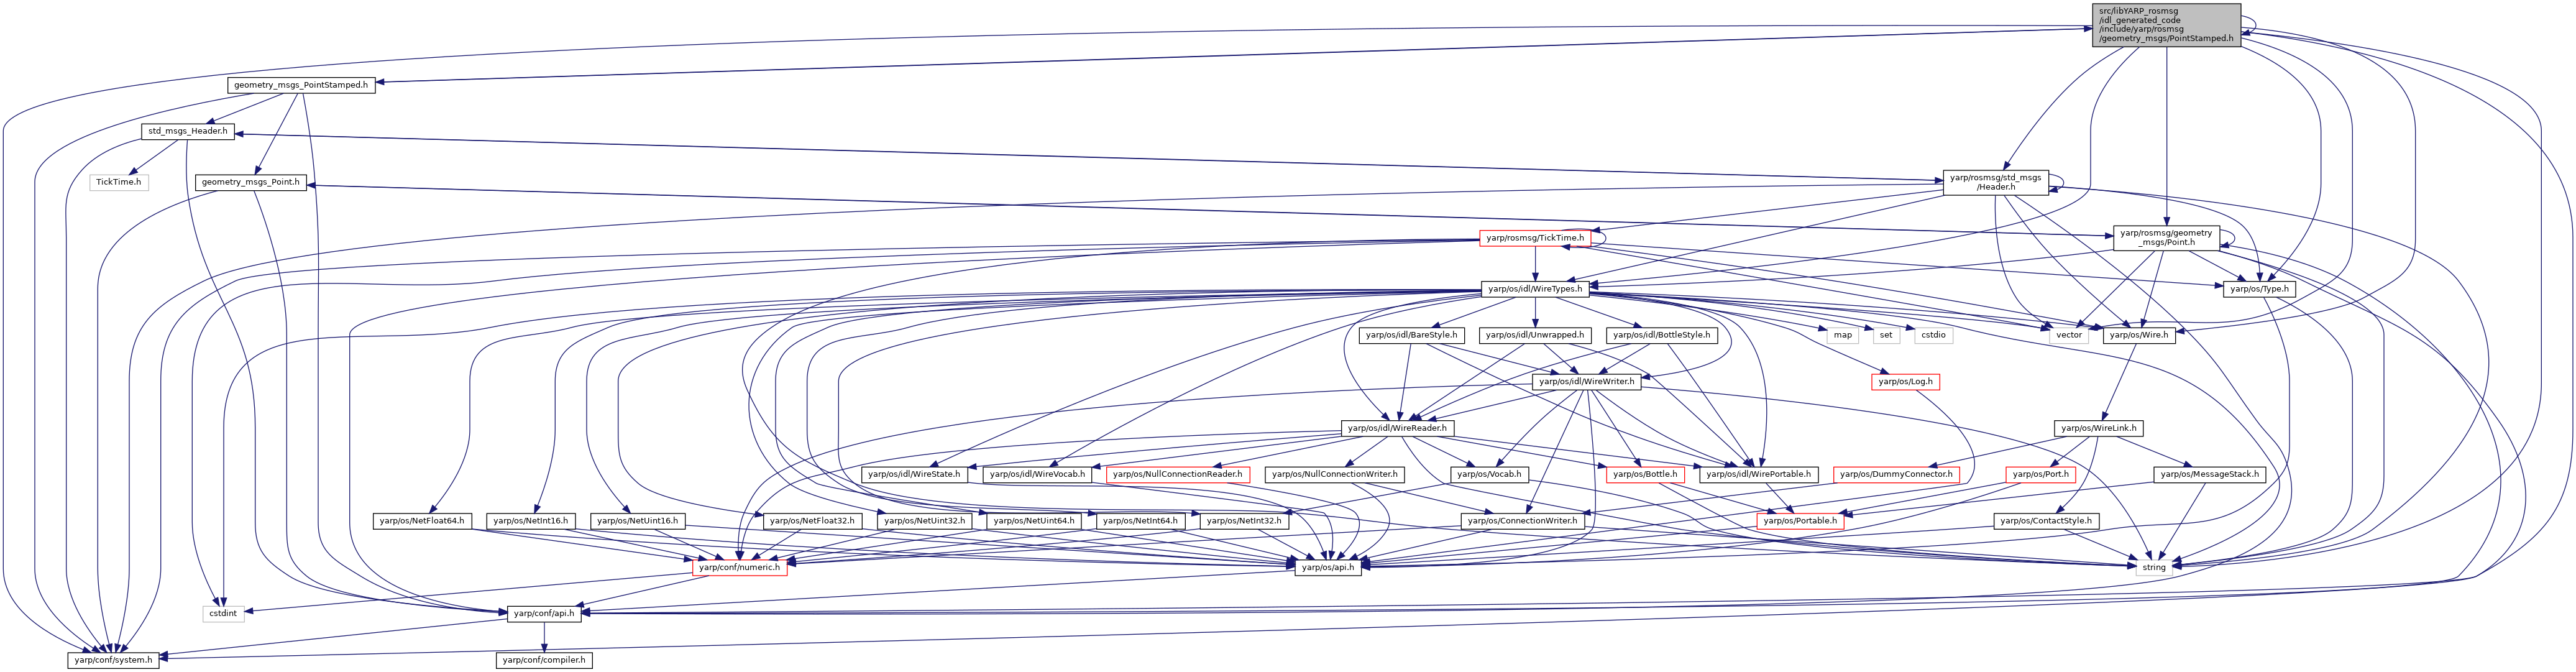 src/libYARP_rosmsg
/idl_generated_code
/include/yarp/rosmsg
/geometry_msgs/PointStamped.h
geometry_msgs_PointStamped.h
std_msgs_Header.h
TickTime.h
geometry_msgs_Point.h
yarp/rosmsg/std_msgs
/Header.h
yarp/rosmsg/TickTime.h
yarp/rosmsg/geometry
_msgs/Point.h
yarp/os/idl/WireTypes.h
yarp/os/Type.h
yarp/os/idl/BareStyle.h
yarp/os/idl/Unwrapped.h
yarp/os/idl/BottleStyle.h
map
set
cstdio
vector
yarp/os/Wire.h
yarp/os/idl/WireWriter.h
yarp/os/Log.h
yarp/os/idl/WireReader.h
yarp/os/WireLink.h
yarp/os/idl/WireState.h
yarp/os/idl/WireVocab.h
yarp/os/NullConnectionReader.h
yarp/os/NullConnectionWriter.h
yarp/os/Vocab.h
yarp/os/Bottle.h
yarp/os/idl/WirePortable.h
yarp/os/DummyConnector.h
yarp/os/Port.h
yarp/os/MessageStack.h
yarp/os/NetFloat64.h
yarp/os/NetInt16.h
yarp/os/NetUint16.h
yarp/os/NetFloat32.h
yarp/os/NetUint32.h
yarp/os/NetUint64.h
yarp/os/NetInt64.h
yarp/os/NetInt32.h
yarp/os/ConnectionWriter.h
yarp/os/Portable.h
yarp/os/ContactStyle.h
yarp/conf/numeric.h
yarp/os/api.h
string
cstdint
yarp/conf/api.h
yarp/conf/system.h
yarp/conf/compiler.h